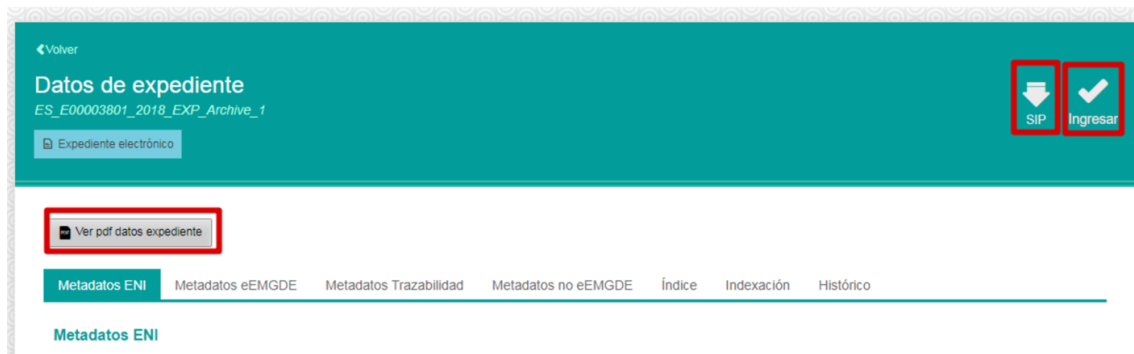 Volver
Datos de expediente
ES_E00003801_2018_EXP_Archive_1
SIP
Ingresar
Expediente electrónico
Ver pdf datos expediente
Metadatos ENI Metadatos eEMGDE Metadatos Trazabilidad Metadatos no eEMGDE Índice Indexación Histórico
Metadatos ENI